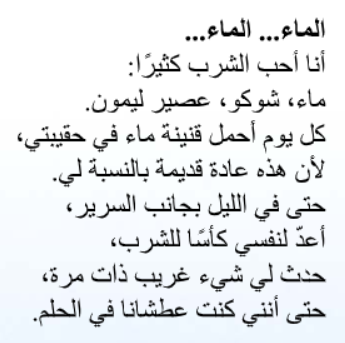 الماء... الماء...
أنا أحب الشرب كثيرًا:
ماء، شوكو، عصير ليمون.
كل يوم أحمل قنينة ماء في حقيبتي،
لأن هذه عادة قديمة بالنسبة لي.
حتى في الليل بجانب السرير،
أعدّ لنفسي كأسًا للشرب،
حدث لي شيء غريب ذات مرة،
حتى أنني كنت عطشانا في الحلم.